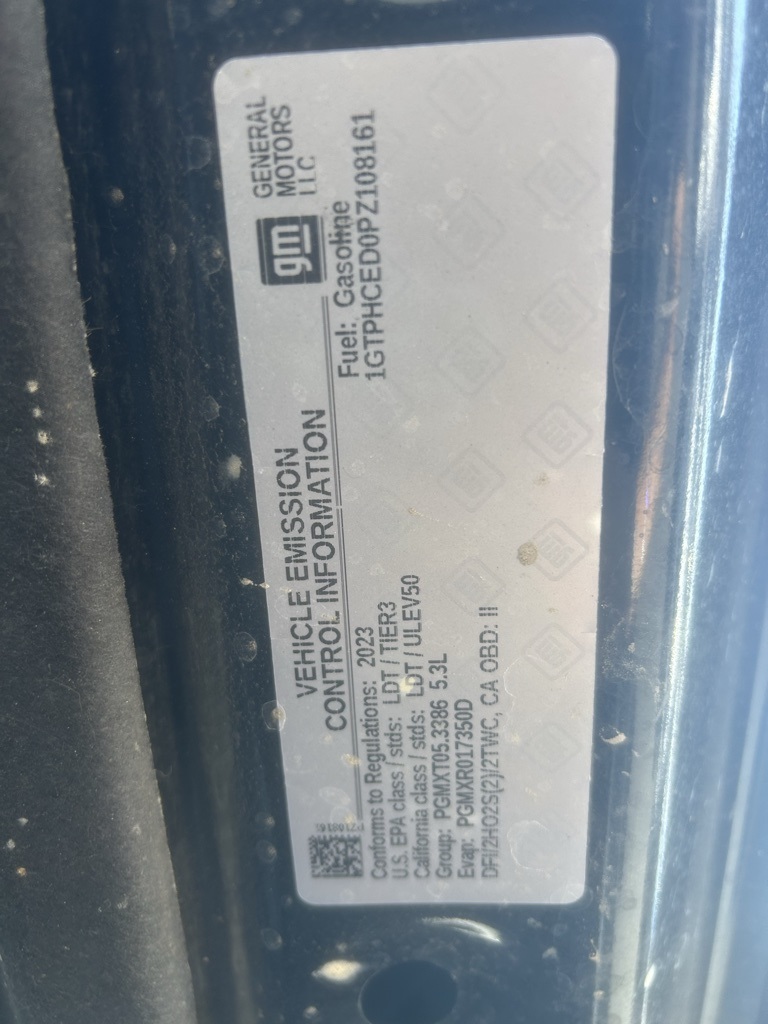 VEHICLE EMISSION
CONTROL INFORMATION
gm
GENERAL
MOTORS
LLC
Fuel: Gasoline
1GTPHCED0PZ108161
Conforms to Regulations: 2023
U.S. EPA class / stds: LDT / TIER3
California class / stds: LDT / ULEV50
Group: PGMXT05.3386 5.3L
Evap: PGMXR017350D
DFI/2HO2S(2)/2TWC, CA OBD: II